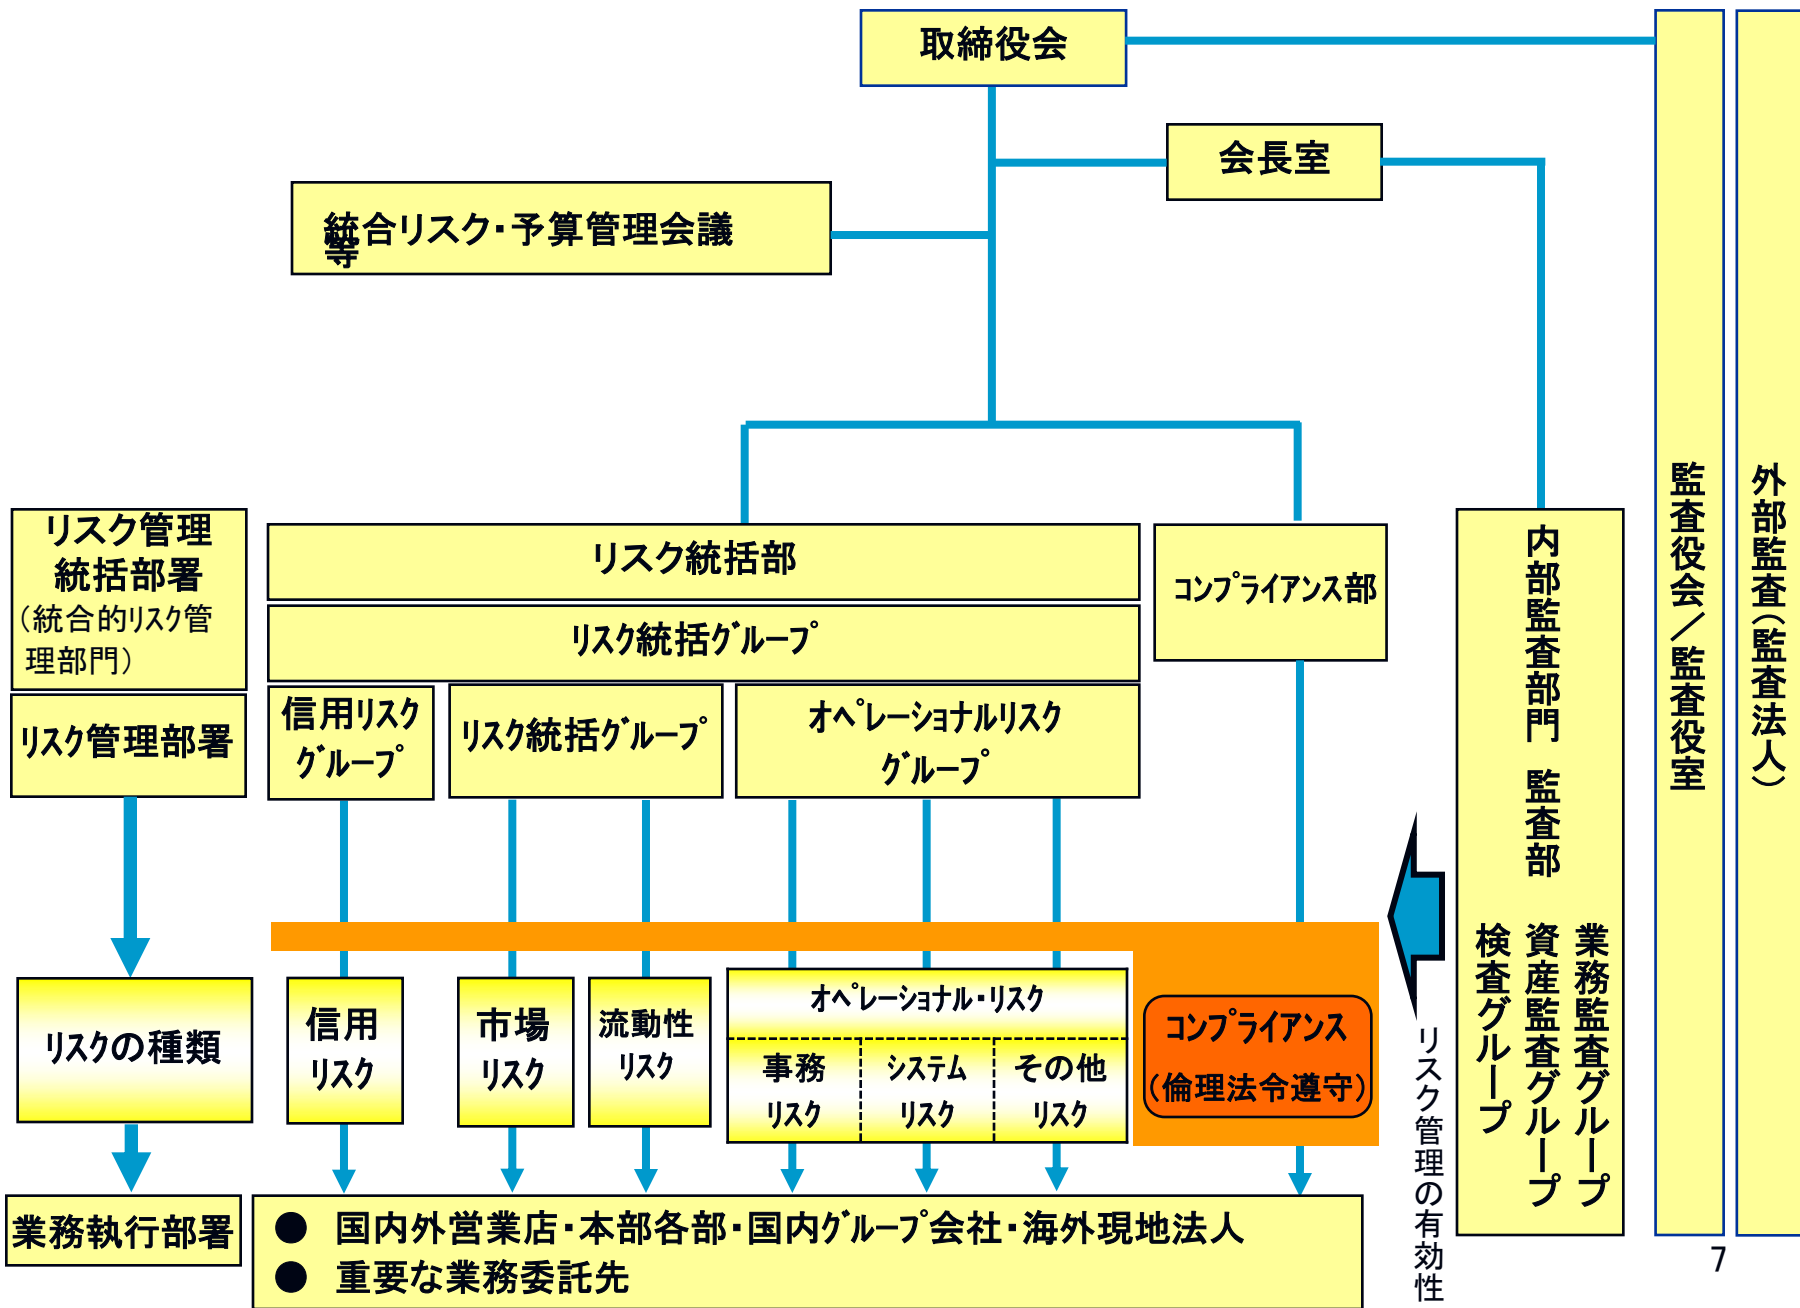 取締役会
会長室
統合リスク・予算管理会議
等
リスク管理
統括部署
（統合的リスク管
理部門）
リスク管理部署
リスク統括部
リスク統括グループ
信用リスク
グループ
リスク統括グループ
オペレーショナルリスク
グループ
コンプライアンス部
リスクの種類
信用
リスク
市場
リスク
流動性
リスク
オペレーショナル・リスク
事務
リスク
システム
リスク
その他
リスク
コンプライアンス
（倫理法令遵守）
業務執行部署
● 国内外営業店・本部各部・国内グループ会社・海外現地法人
● 重要な業務委託先
リスク管理の有効性
内部監査部門 監査部
業務監査グループ
資産監査グループ
検査グループ
監査役会／監査役室
外部監査（監査法人）
7